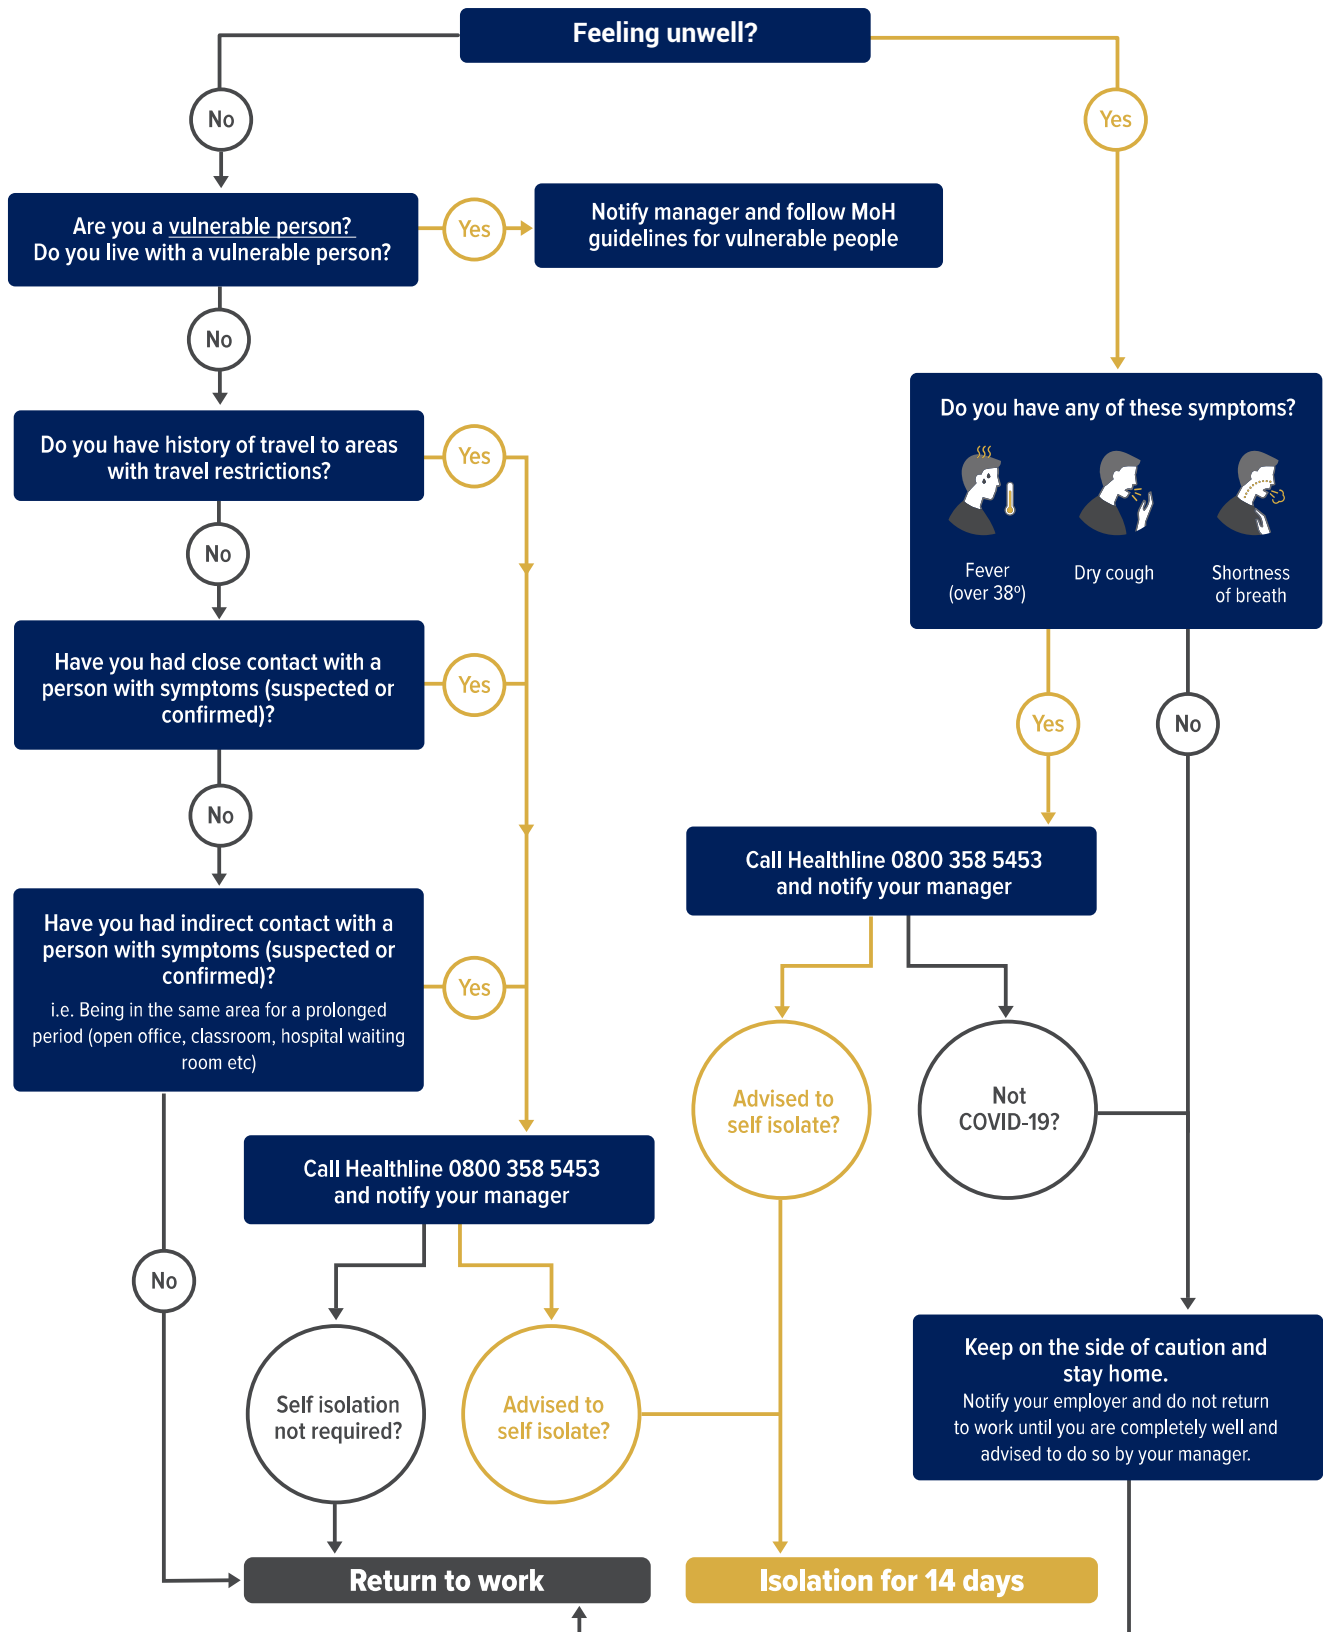 Feeling unwell?
No
Yes
Are you a vulnerable person?
Do you live with a vulnerable person?
Yes
Notify manager and follow MoH
guidelines for vulnerable people
No
Do you have history of travel to areas
with travel restrictions?
Yes
No
Have you had close contact with a
person with symptoms (suspected or
confirmed)?
Yes
No
Have you had indirect contact with a
person with symptoms (suspected or
confirmed)?
i.e. Being in the same area for a prolonged
period (open office, classroom, hospital waiting
room etc)
Yes
No
Call Healthline 0800 358 5453
and notify your manager
Self isolation
not required?
Advised to
self isolate?
Do you have any of these symptoms?
Fever
(over 38º)
Dry cough
Shortness
of breath
Yes
No
Call Healthline 0800 358 5453
and notify your manager
Advised to
self isolate?
Not
COVID-19?
Keep on the side of caution and
stay home.
Notify your employer and do not return
to work until you are completely well and
advised to do so by your manager.
Return to work
Isolation for 14 days